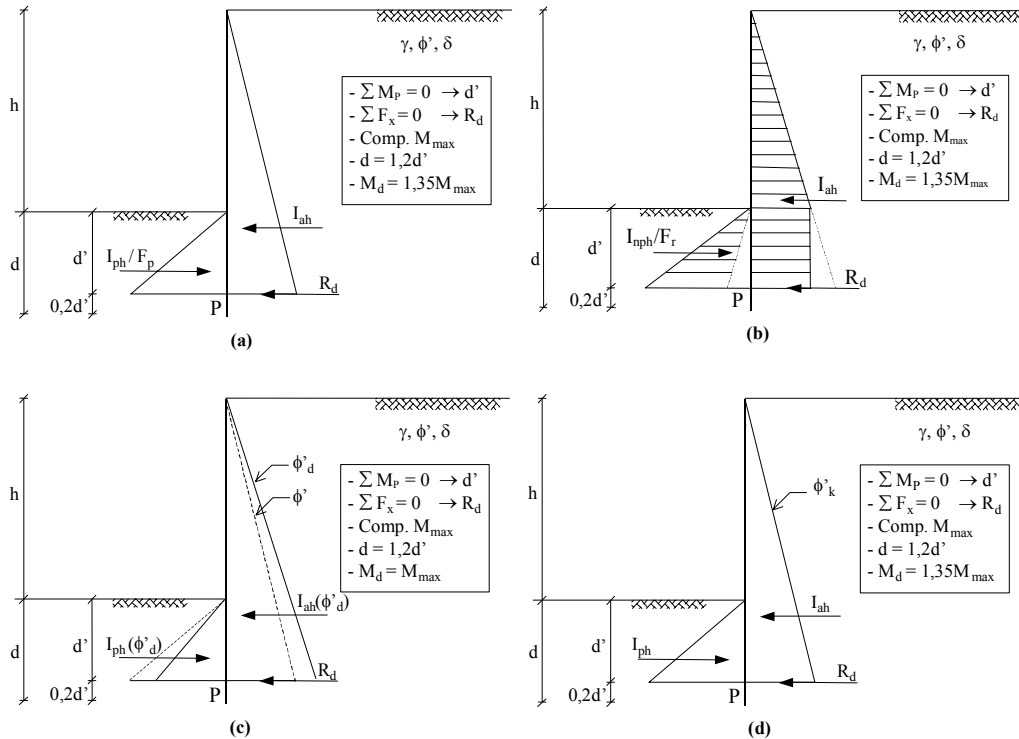 γ, ϕ’, δ
- ∑ M_P = 0 → d’
- ∑ F_x = 0 → R_d
- Comp. M_max
- d = 1,2d’
- M_d = 1,35M_max
h
I_ah
d
d’
I_ph/F_p
R_d
0,2d’
P
(a)
γ, ϕ’, δ
- ∑ M_P = 0 → d’
- ∑ F_x = 0 → R_d
- Comp. M_max
- d = 1,2d’
- M_d = 1,35M_max
h
I_ah
d
d’
I_nph/F_r
R_d
0,2d’
P
(b)
γ, ϕ’, δ
ϕ’_d
ϕ’
- ∑ M_P = 0 → d’
- ∑ F_x = 0 → R_d
- Comp. M_max
- d = 1,2d’
- M_d = M_max
h
I_ah(ϕ’_d)
d
d’
I_ph(ϕ’_d)
R_d
0,2d’
P
(c)
γ, ϕ’, δ
ϕ’_k
- ∑ M_P = 0 → d’
- ∑ F_x = 0 → R_d
- Comp. M_max
- d = 1,2d’
- M_d = 1,35M_max
h
I_ah
d
d’
I_ph
R_d
0,2d’
P
(d)